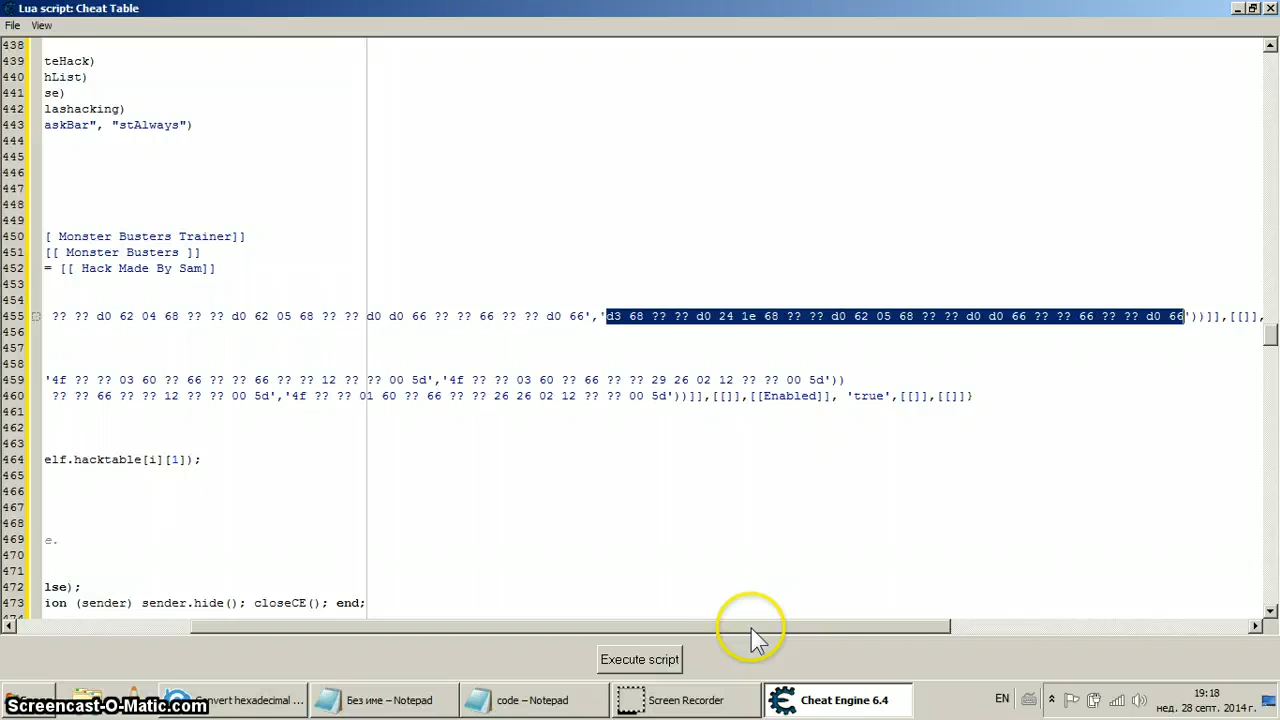 Lua script: Cheat Table
File View
438
439 teHack)
440 hList)
441 se)
442 lashacking)
443 askBar", "stAlways")
444
445
446
447
448
449
450 [ Monster Busters Trainer]]
451 [[ Monster Busters ]]
452 = [[ Hack Made By Sam]]
453
454
455 ?? ?? d0 62 04 68 ?? ?? d0 62 05 68 ?? ?? d0 d0 66 ?? ?? 66 ?? ?? d0 66','d3 68 ?? ?? d0 24 1e 68 ?? ?? d0 62 05 68 ?? ?? d0 d0 66 ?? ?? 66 ?? ?? d0 66'))]],[[]],
456
457
458
459 '4f ?? ?? 03 60 ?? 66 ?? ?? 66 ?? ?? 12 ?? ?? 00 5d','4f ?? ?? 03 60 ?? 66 ?? ?? 29 26 02 12 ?? ?? 00 5d'))
460 ?? ?? 66 ?? ?? 12 ?? ?? 00 5d','4f ?? ?? 01 60 ?? 66 ?? ?? 26 26 02 12 ?? ?? 00 5d'))]],[[]],[[Enabled]], 'true',[[]],[[]]}
461
462
463
464 elf.hacktable[i][1]);
465
466
467
468
469 e.
470
471
472 lse);
473 ion (sender) sender.hide(); closeCE(); end;
Execute script
Convert hexadecimal ... Без име – Notepad code – Notepad Screen Recorder Cheat Engine 6.4 EN 19:18
нед. 28 септ. 2014 г.
Screencast-O-Matic.com